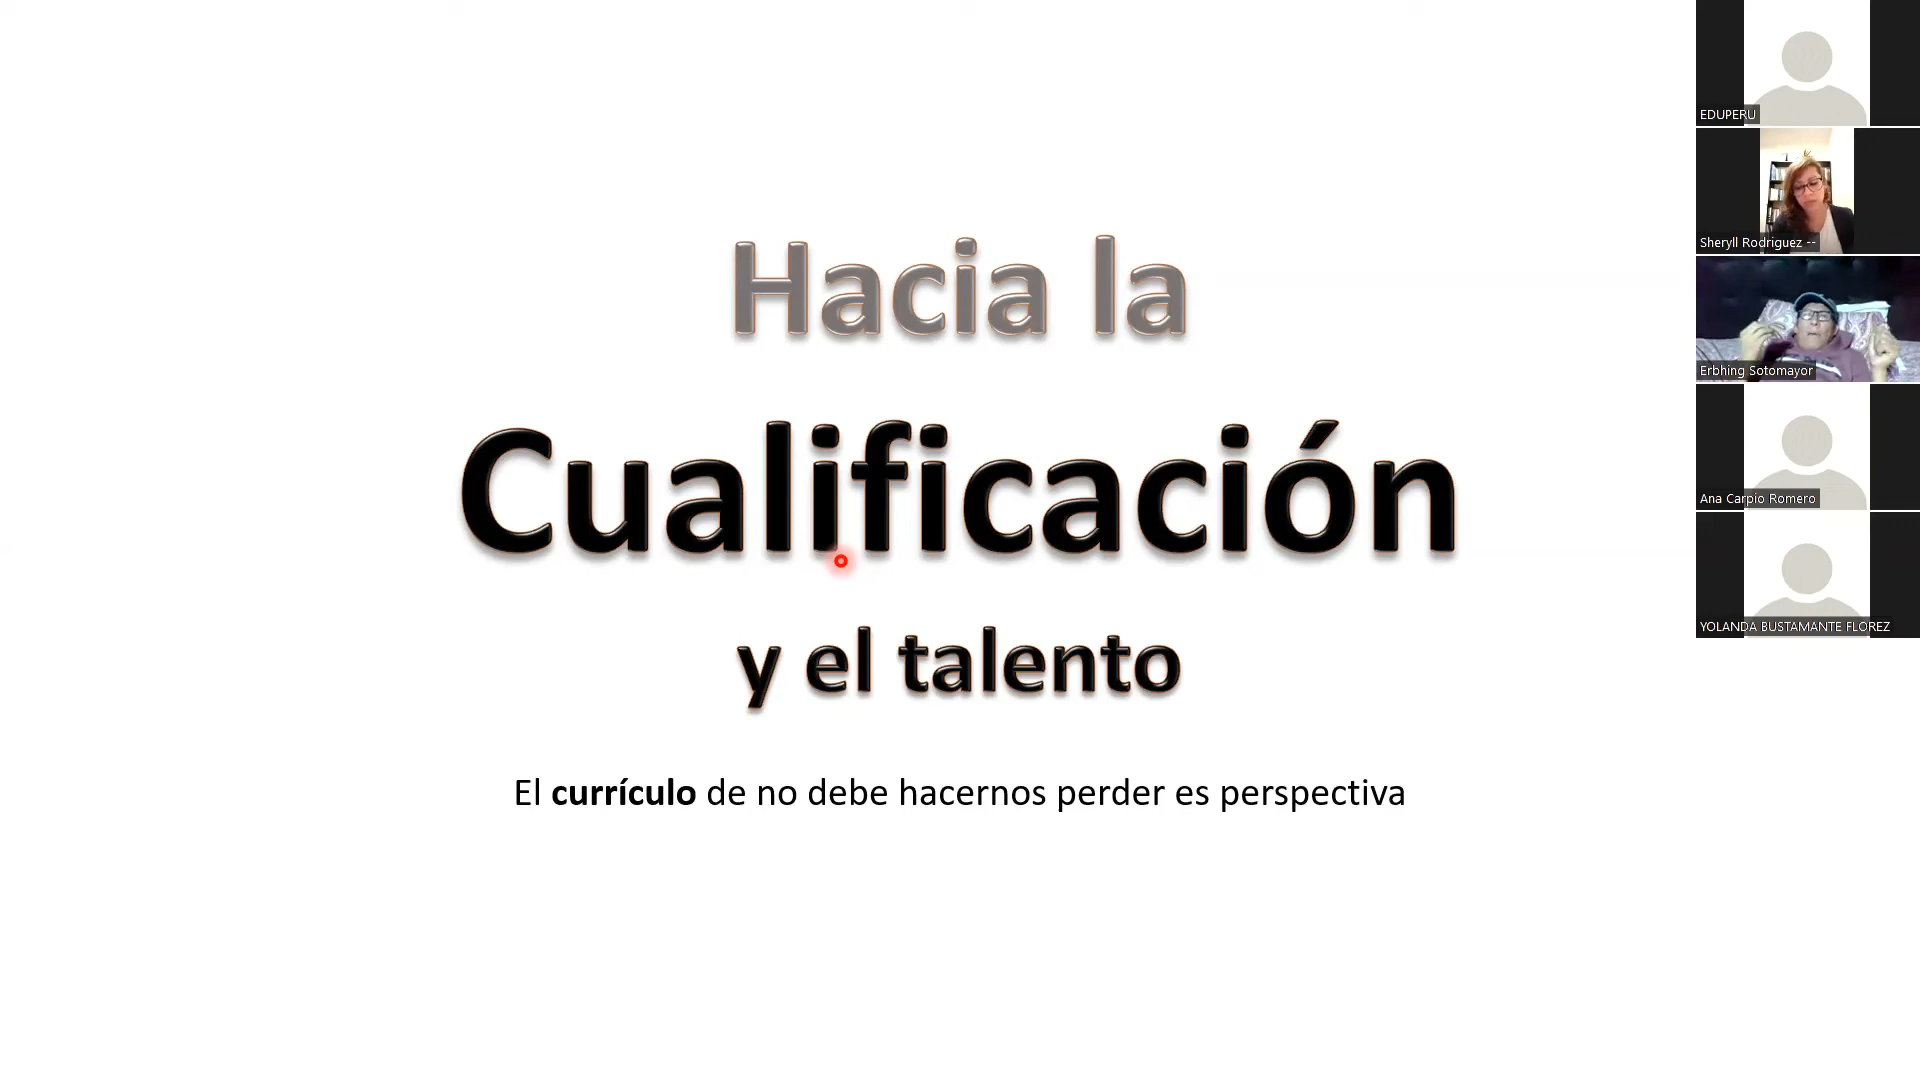 Hacia la
Cualificación
y el talento
El currículo de no debe hacernos perder es perspectiva
EDUPERU
Sheryll Rodriguez --
Erbhing Sotomayor
Ana Carpio Romero
YOLANDA BUSTAMANTE FLOREZ